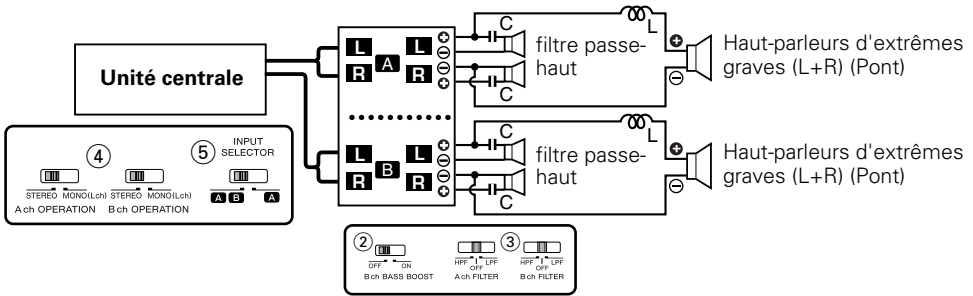 Unité centrale
L
R
A
L
R
⊕
⊖
⊖
⊕
C
C
filtre passe-
haut
L
⊕
⊖
Haut-parleurs d'extrêmes
graves (L+R) (Pont)
L
R
B
L
R
⊕
⊖
⊖
⊕
C
C
filtre passe-
haut
L
⊕
⊖
Haut-parleurs d'extrêmes
graves (L+R) (Pont)
④
⑤ INPUT
SELECTOR
STEREO MONO(Lch) STEREO MONO(Lch) A B A
A ch OPERATION B ch OPERATION
② ③
OFF ON HPF OFF LPF HPF OFF LPF
B ch BASS BOOST A ch FILTER B ch FILTER